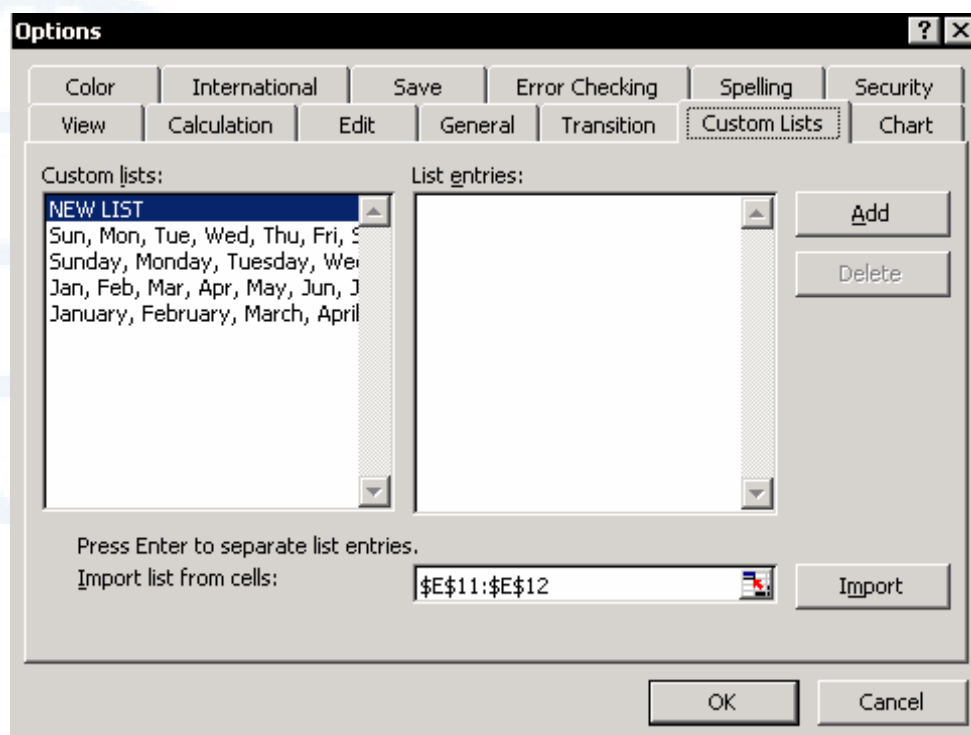 Options
Color International Save Error Checking Spelling Security
View Calculation Edit General Transition Custom Lists Chart
Custom lists: List entries:
NEW LIST
Add
Sun, Mon, Tue, Wed, Thu, Fri, S
Sunday, Monday, Tuesday, Wed
Delete
Jan, Feb, Mar, Apr, May, Jun, J
January, February, March, April
Press Enter to separate list entries.
Import list from cells: $E$11:$E$12 Import
OK Cancel